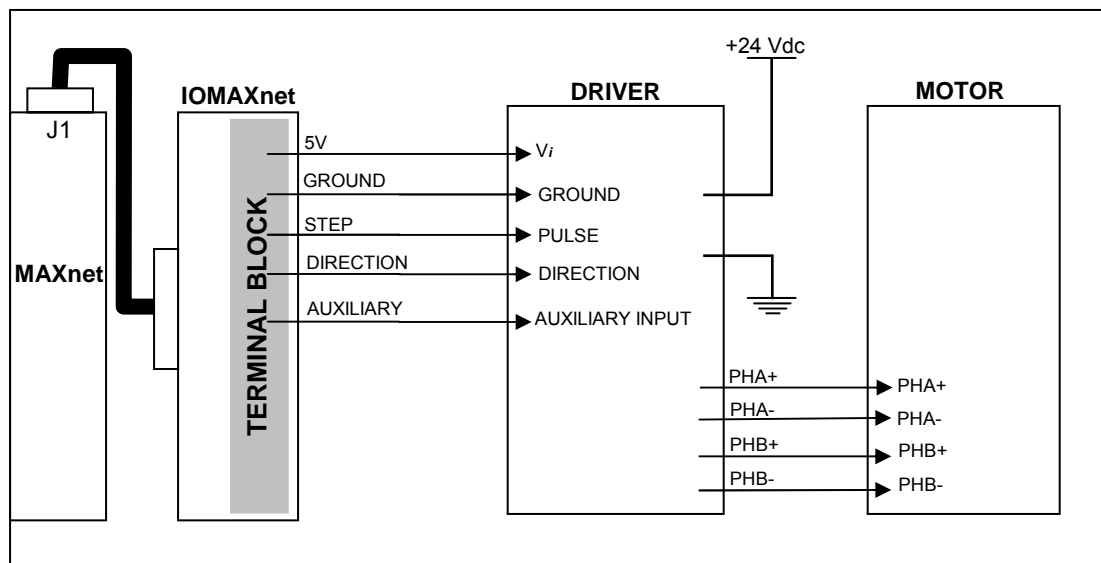 +24 Vdc
IOMAXnet
DRIVER
MOTOR
J1
MAXnet
TERMINAL BLOCK
5V
GROUND
STEP
DIRECTION
AUXILIARY
Vi
GROUND
PULSE
DIRECTION
AUXILIARY INPUT
PHA+
PHA-
PHB+
PHB-
PHA+
PHA-
PHB+
PHB-